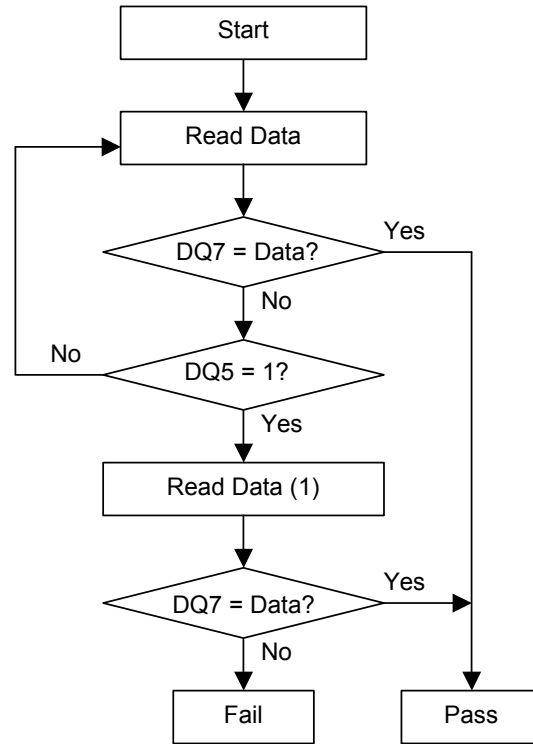 Start
Read Data
DQ7 = Data?
Yes
No
DQ5 = 1?
No
Yes
Read Data (1)
DQ7 = Data?
Yes
No
Fail
Pass